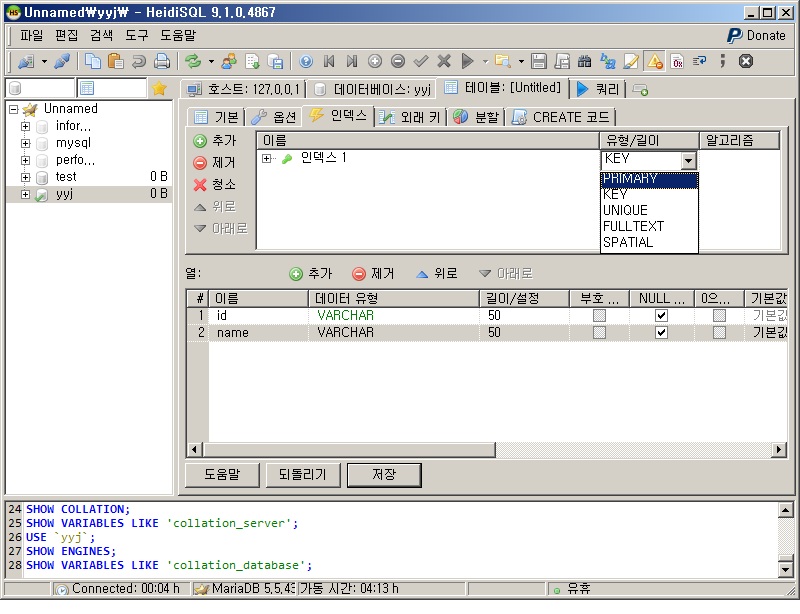 Unnamed₩yyj₩ - HeidiSQL 9.1.0.4867
파일 편집 검색 도구 도움말
Donate
호스트: 127.0.0.1 데이터베이스: yyj 테이블: [Untitled] 쿼리
Unnamed
infor...
mysql
perfo...
test 0 B
yyj 0 B
기본 옵션 인덱스 외래 키 분할 CREATE 코드
추가
제거
청소
위로
아래로
이름 유형/길이 알고리즘
인덱스 1 KEY
PRIMARY
KEY
UNIQUE
FULLTEXT
SPATIAL
열: 추가 제거 위로 아래로
# 이름 데이터 유형 길이/설정 부호 ... NULL ... 0으... 기본값
1 id VARCHAR 50 기본값
2 name VARCHAR 50 기본값
도움말 되돌리기 저장
24 SHOW COLLATION;
25 SHOW VARIABLES LIKE 'collation_server';
26 USE `yyj`;
27 SHOW ENGINES;
28 SHOW VARIABLES LIKE 'collation_database';
Connected: 00:04 h MariaDB 5.5.43 가동 시간: 04:13 h 유휴